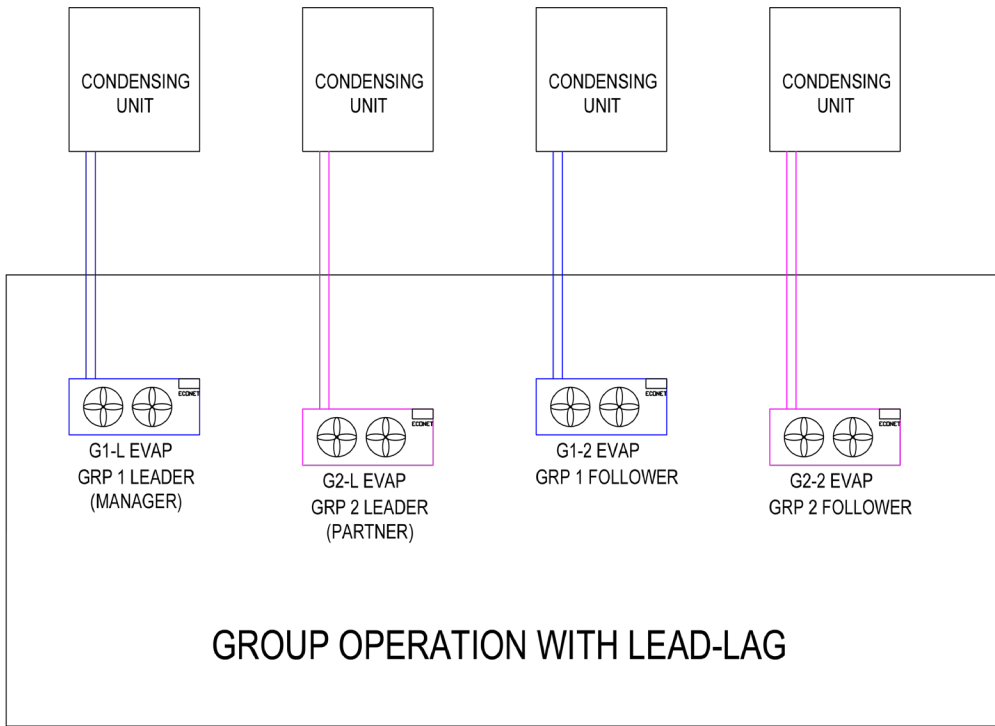 CONDENSING
UNIT
CONDENSING
UNIT
CONDENSING
UNIT
CONDENSING
UNIT
ECONET
G1-L EVAP
GRP 1 LEADER
(MANAGER)
ECONET
G2-L EVAP
GRP 2 LEADER
(PARTNER)
ECONET
G1-2 EVAP
GRP 1 FOLLOWER
ECONET
G2-2 EVAP
GRP 2 FOLLOWER
GROUP OPERATION WITH LEAD-LAG